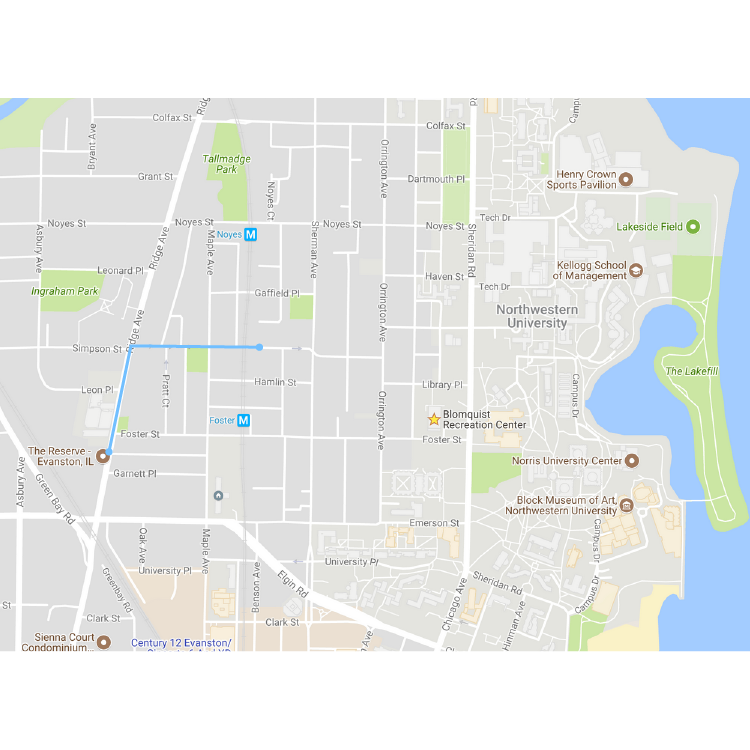 Ridge
Rd
Campu
Colfax St
Colfax St
Bryant Ave
Tallmadge
Park
Orrington Ave
Grant St
Dartmouth Pl
Henry Crown
Sports Pavilion
Noyes Ct
Noyes St
Noyes St
Noyes St
Noyes St
Tech Dr
Lakeside Field
Noyes M
Asbury Ave
Ridge Ave
Maple Ave
Sherman Ave
Sheridan Rd
Leonard Pl
Haven St
Kellogg School
of Management
Ingraham Park
Gaffield Pl
Tech Dr
Orrington Ave
Northwestern
University
Ridge Ave
Simpson St
The Lakefill
Leon Pl
Pratt Ct
Hamlin St
Library Pl
Campus Dr
Orrington Ave
Foster M
Blomquist
Recreation Center
Foster St
Foster St
The Reserve -
Evanston, IL
Norris University Center
Garnett Pl
Asbury Ave
Green Bay Rd
Block Museum of Art,
Northwestern University
Emerson St
Oak Ave
Maple Ave
Campus Dr
University Pl
University Pl
Greenbay Rd
Benson Ave
Elgin Rd
Sheridan Rd
Campus Dr
Chicago Ave
Hinman Ave
St
Clark St
Clark St
n Ave
Sienna Court
Condominium...
Century 12 Evanston/